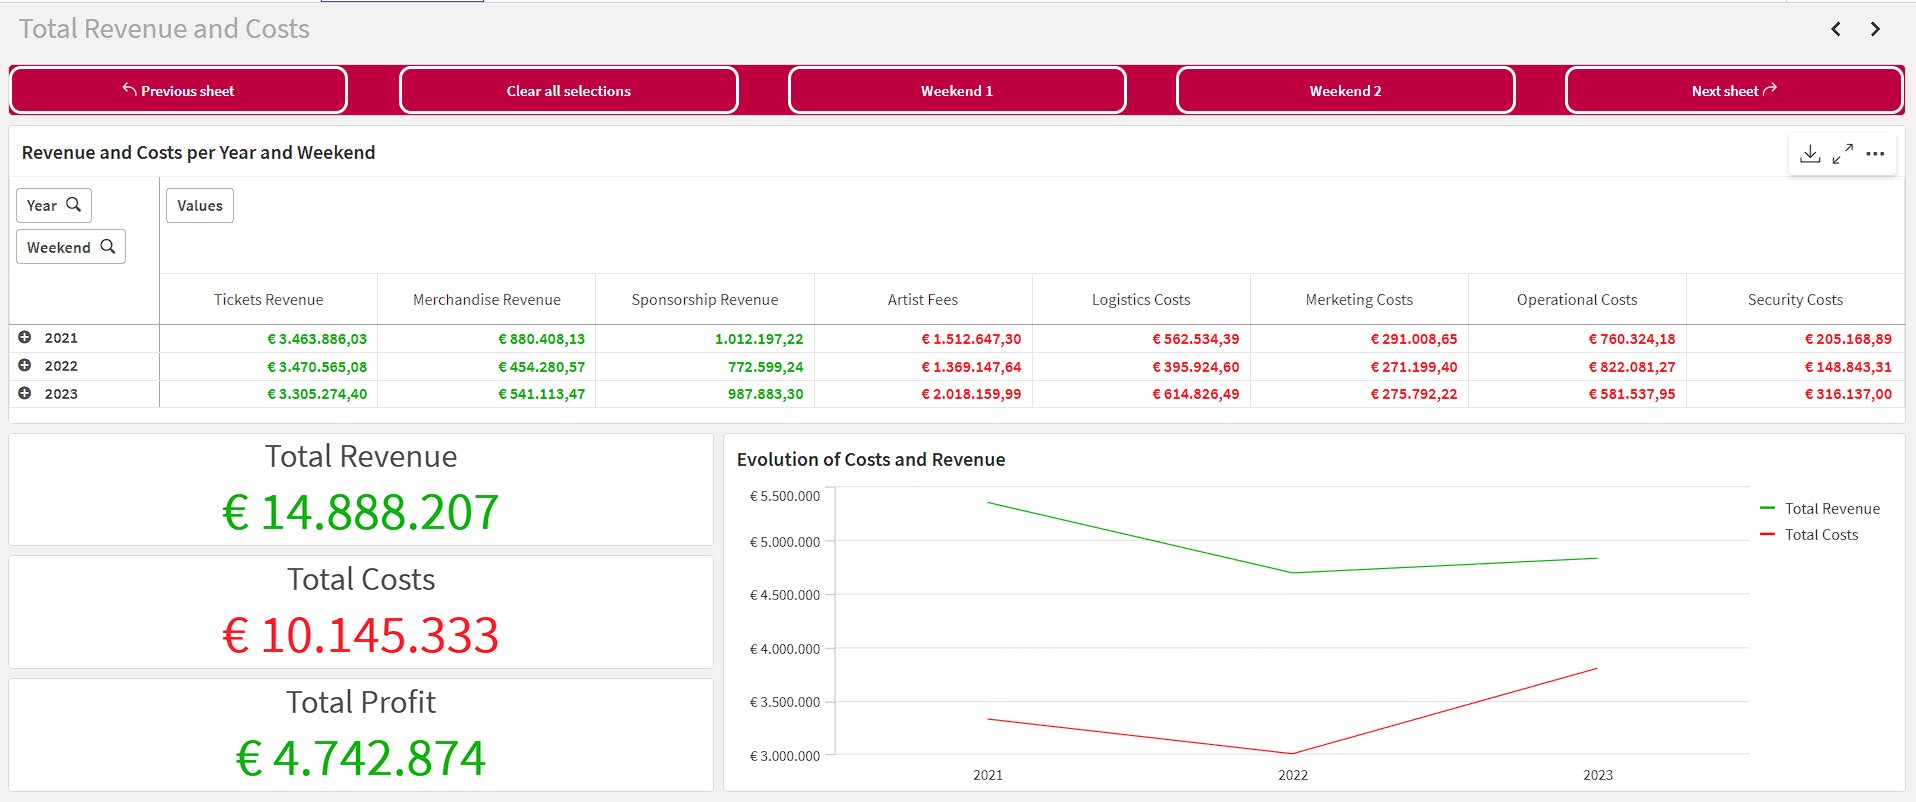 Total Revenue and Costs
Previous sheet
Clear all selections
Weekend 1
Weekend 2
Next sheet
Revenue and Costs per Year and Weekend
Year
Values
Weekend
Tickets Revenue Merchandise Revenue Sponsorship Revenue Artist Fees Logistics Costs Merketing Costs Operational Costs Security Costs
2021 € 3.463.886,03 € 880.408,13 1.012.197,22 € 1.512.647,30 € 562.534,39 € 291.008,65 € 760.324,18 € 205.168,89
2022 € 3.470.565,08 € 454.280,57 772.599,24 € 1.369.147,64 € 395.924,60 € 271.199,40 € 822.081,27 € 148.843,31
2023 € 3.305.274,40 € 541.113,47 987.883,30 € 2.018.159,99 € 614.826,49 € 275.792,22 € 581.537,95 € 316.137,00
Total Revenue
€ 14.888.207
Total Costs
€ 10.145.333
Total Profit
€ 4.742.874
Evolution of Costs and Revenue
€ 5.500.000
€ 5.000.000
€ 4.500.000
€ 4.000.000
€ 3.500.000
€ 3.000.000
2021 2022 2023
Total Revenue
Total Costs